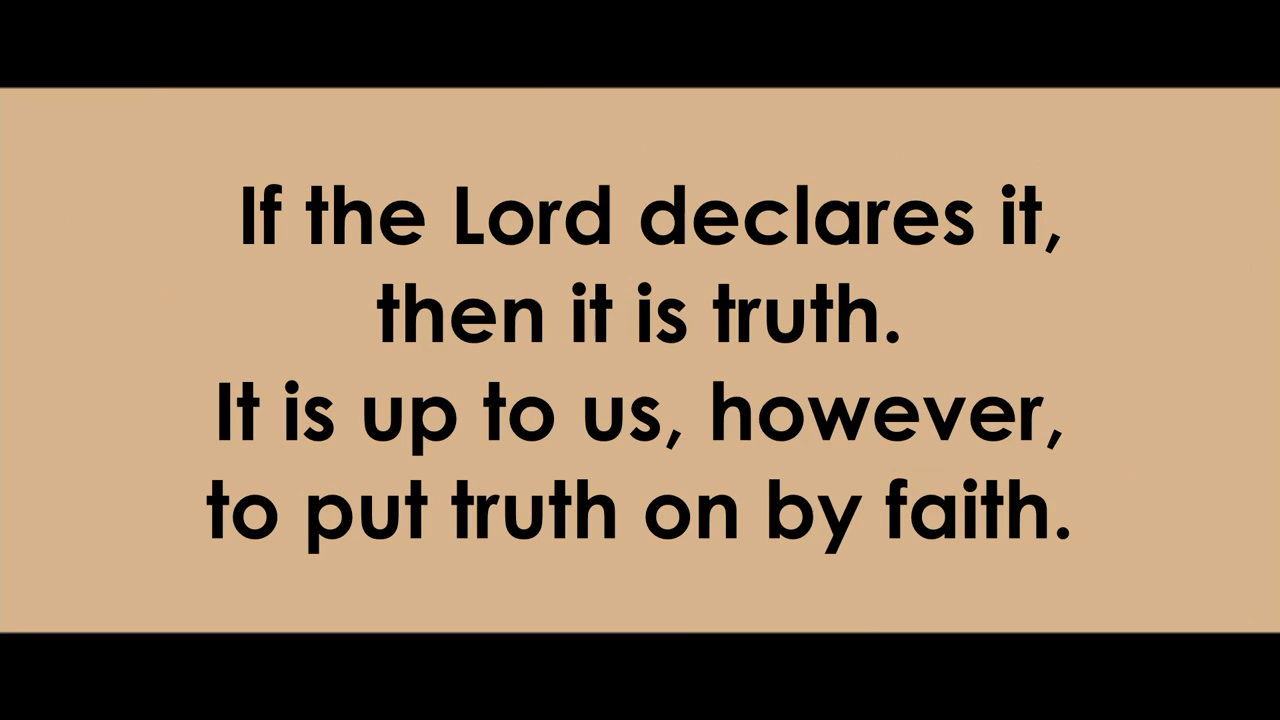 If the Lord declares it,
then it is truth.
It is up to us, however,
to put truth on by faith.